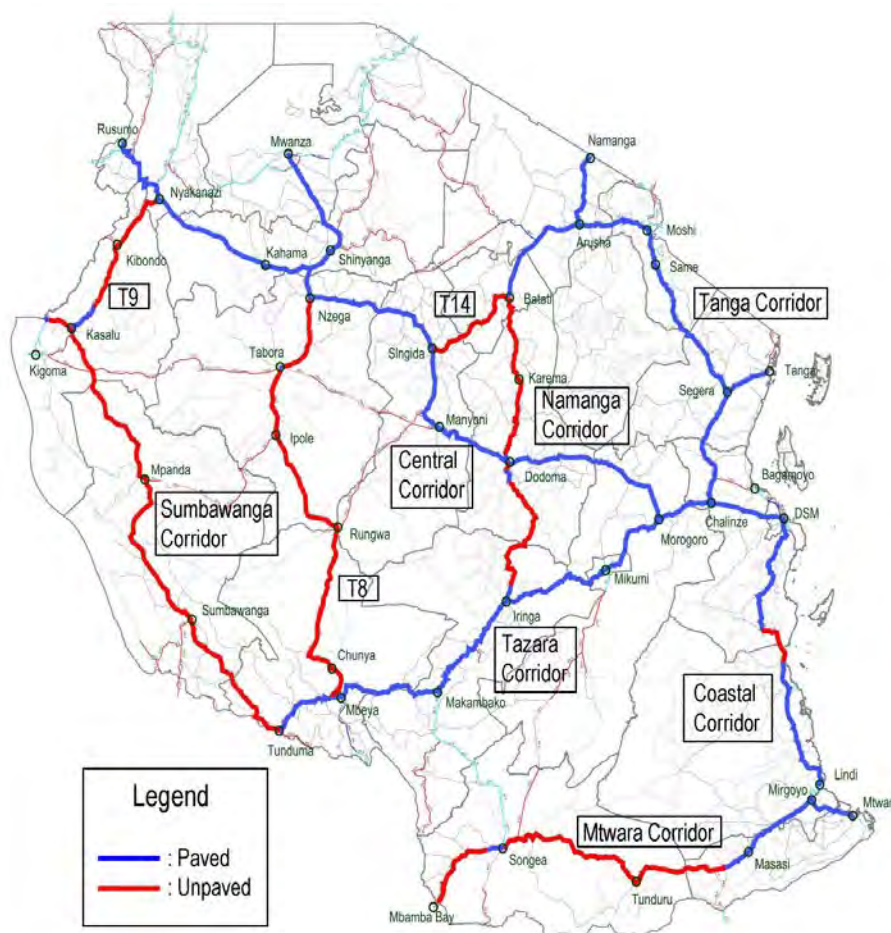 Rusumo
Mwanza
Namanga
Nyakanazi
Arusha
Moshi
Kibondo
Kahama
Shinyanga
Same
T9
T14
Babati
Tanga Corridor
Kasalu
Nzega
Singida
Kigoma
Tabora
Karema
Segera
Tanga
Namanga
Corridor
Ipole
Manyoni
Central
Corridor
Dodoma
Bagamoyo
Mpanda
Sumbawanga
Corridor
Rungwa
Morogoro
Chalinze
DSM
T8
Mikumi
Iringa
Sumbawanga
Tazara
Corridor
Chunya
Mbeya
Makambako
Coastal
Corridor
Tunduma
Lindi
Mirgoyo
Mtwar
Legend
: Paved
: Unpaved
Mtwara Corridor
Songea
Masasi
Tunduru
Mbamba Bay